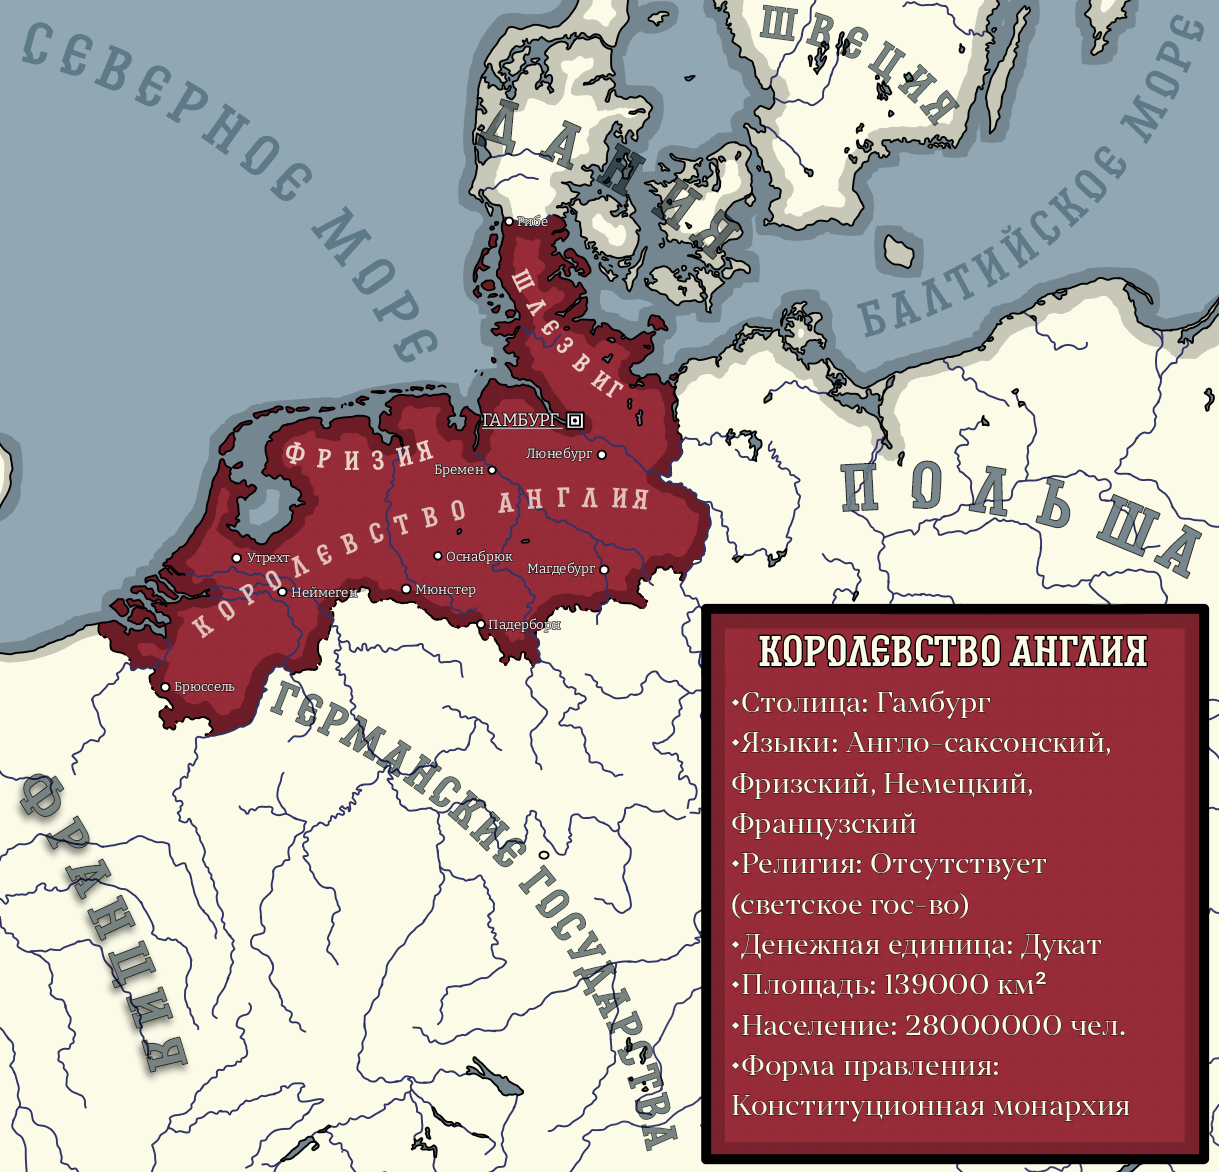 СЕВЕРНОЕ МОРЕ
ШВЕЦИЯ
БАЛТИЙСКОЕ МОРЕ
ДАНИЯ
Рибе
ШЛЕЗВИГ
ГАМБУРГ
ФРИЗИЯ
Люнебург
Бремен
КОРОЛЕВСТВО АНГЛИЯ
ПОЛЬША
Утрехт
Оснабрюк
Магдебург
Неймеген
Мюнстер
Падерборн
Брюссель
ГЕРМАНСКИЕ ГОСУДАРСТВА
ФРАНЦИЯ
КОРОЛЕВСТВО АНГЛИЯ
•Столица: Гамбург
•Языки: Англо-саксонский,
Фризский, Немецкий,
Французский
•Религия: Отсутствует
(светское гос-во)
•Денежная единица: Дукат
•Площадь: 139000 км²
•Население: 28000000 чел.
•Форма правления:
Конституционная монархия